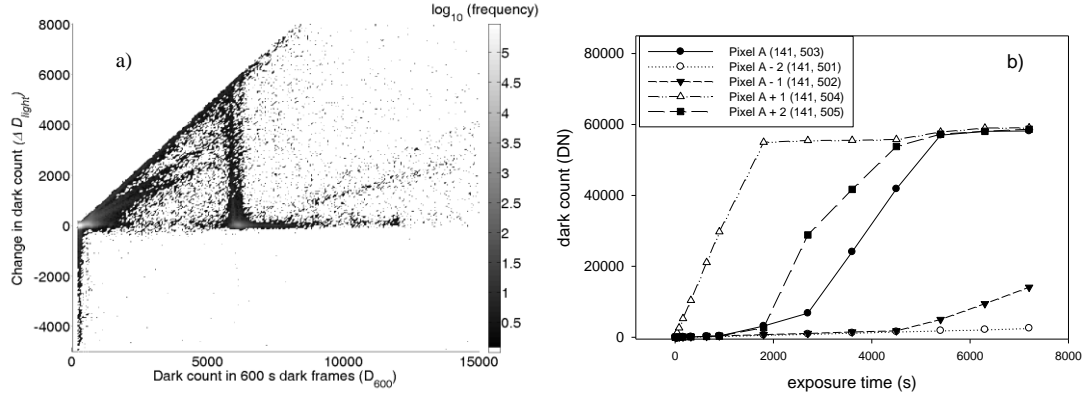 log10 (frequency)
a)
8000
6000
4000
2000
0
-2000
-4000
Change in dark count (Δ Dlight)
0
5000
10000
15000
Dark count in 600 s dark frames (D600)
5
4.5
4
3.5
3
2.5
2
1.5
1
0.5
b)
Pixel A (141, 503)
Pixel A - 2 (141, 501)
Pixel A - 1 (141, 502)
Pixel A + 1 (141, 504)
Pixel A + 2 (141, 505)
80000
60000
40000
20000
0
dark count (DN)
0
2000
4000
6000
8000
exposure time (s)